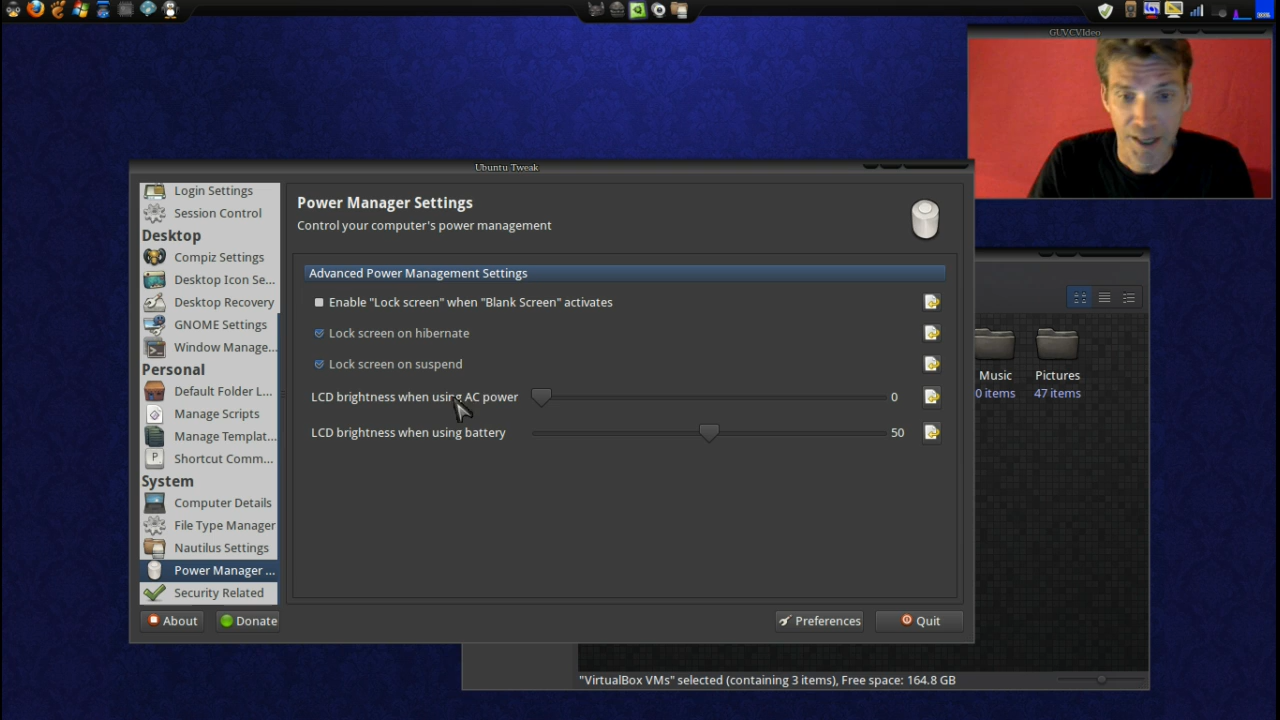 GUVCVIdeo
Ubuntu Tweak
Login Settings
Session Control
Desktop
Compiz Settings
Desktop Icon Se...
Desktop Recovery
GNOME Settings
Window Manage...
Personal
Default Folder L...
Manage Scripts
Manage Templat...
Shortcut Comm...
System
Computer Details
File Type Manager
Nautilus Settings
Power Manager ...
Security Related
About
Donate
Power Manager Settings
Control your computer's power management
Advanced Power Management Settings
Enable "Lock screen" when "Blank Screen" activates
Lock screen on hibernate
Lock screen on suspend
LCD brightness when using AC power 0
LCD brightness when using battery 50
Preferences
Quit
Music
Pictures
0 items
47 items
"VirtualBox VMs" selected (containing 3 items), Free space: 164.8 GB